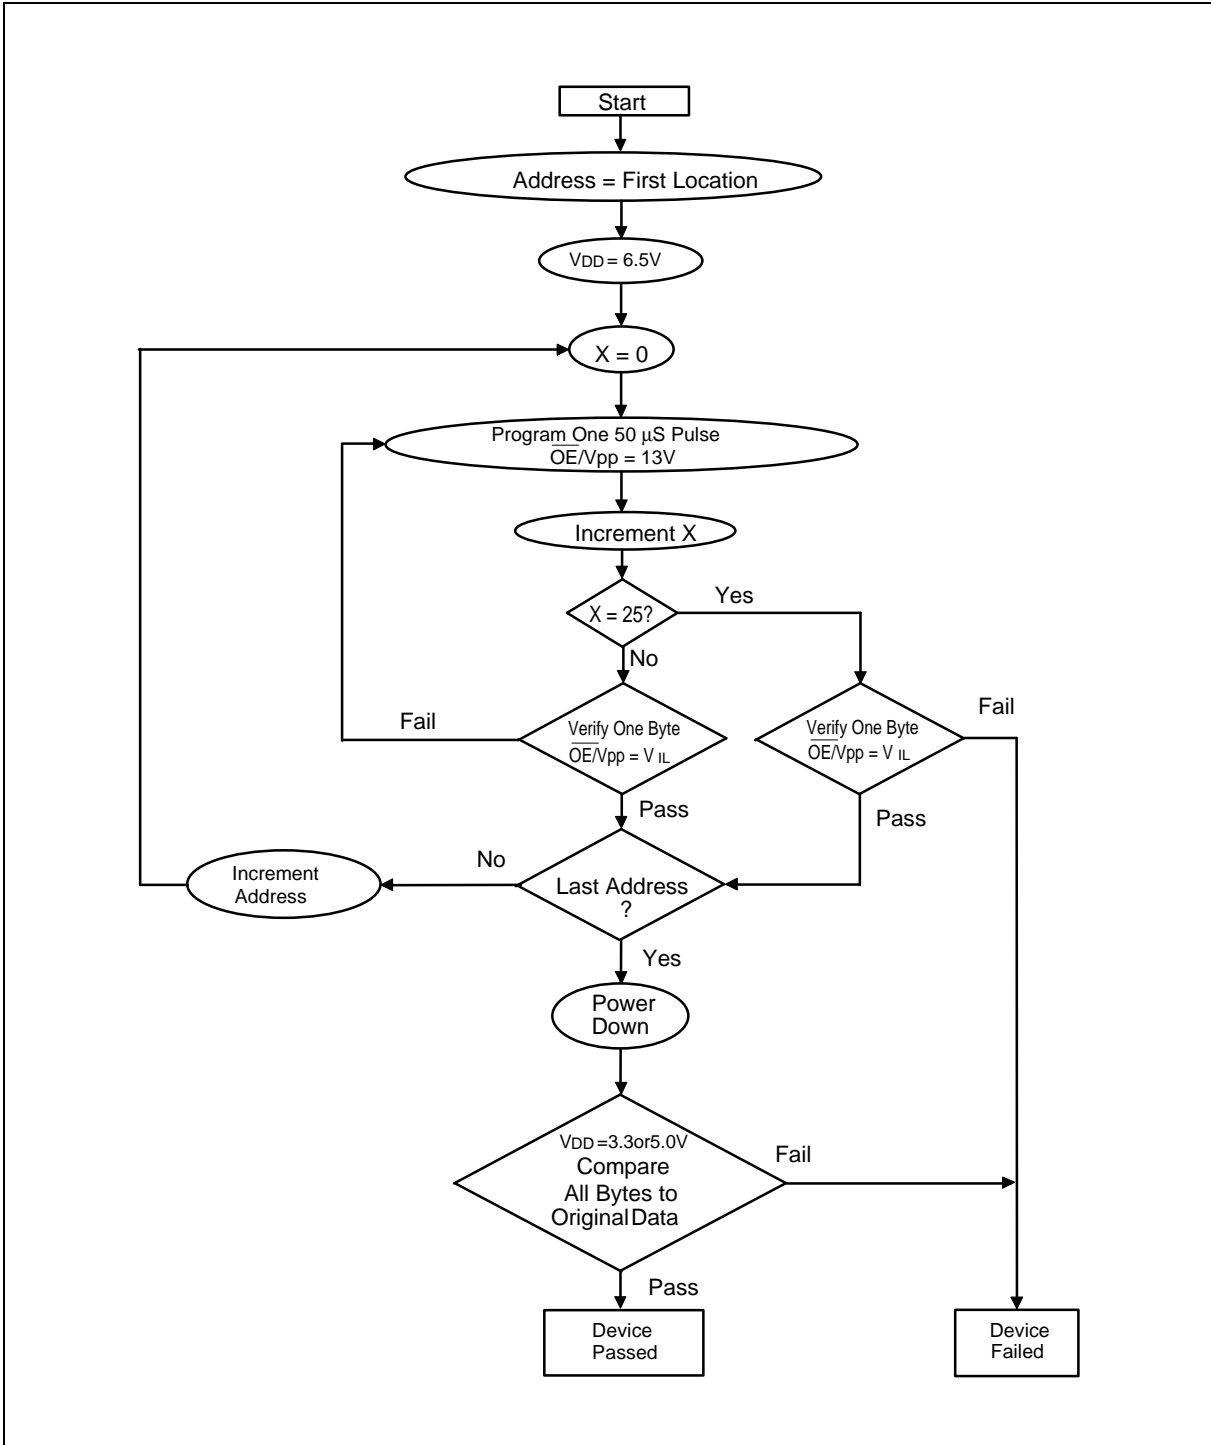 Start
Address = First Location
VDD = 6.5V
X = 0
Program One 50 µS Pulse
O̅E̅/Vpp = 13V
Increment X
X = 25?
Yes
No
Fail
Verify One Byte
O̅E̅/Vpp = V IL
Verify One Byte
O̅E̅/Vpp = V IL
Fail
Pass
Pass
Increment
Address
No
Last Address
?
Yes
Power
Down
VDD =3.3or5.0V
Compare
All Bytes to
Original Data
Fail
Pass
Device
Passed
Device
Failed